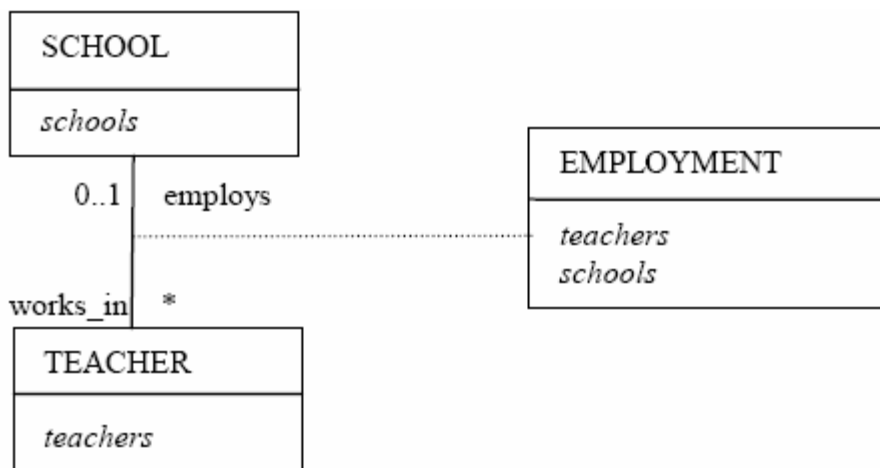 SCHOOL
schools
0..1 employs
EMPLOYMENT
teachers
schools
works_in *
TEACHER
teachers